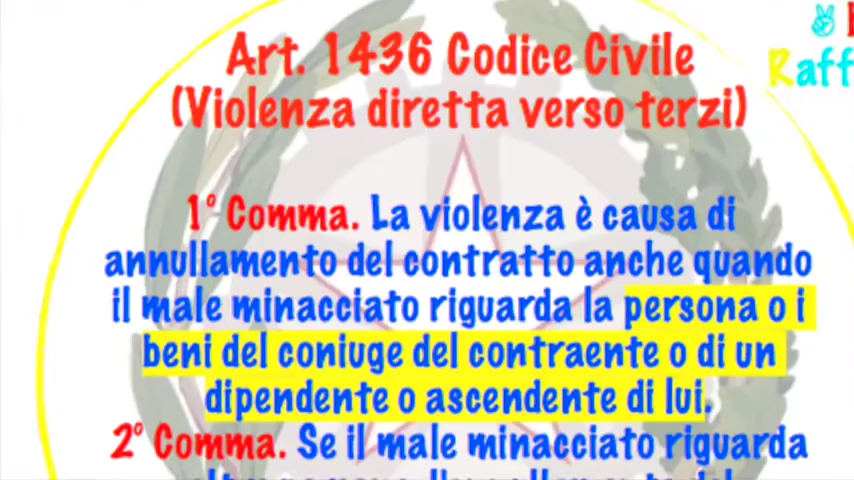 Art. 1436 Codice Civile
(Violenza diretta verso terzi)
Raff
1° Comma. La violenza è causa di
annullamento del contratto anche quando
il male minacciato riguarda la persona o i
beni del coniuge del contraente o di un
dipendente o ascendente di lui.
2° Comma. Se il male minacciato riguarda